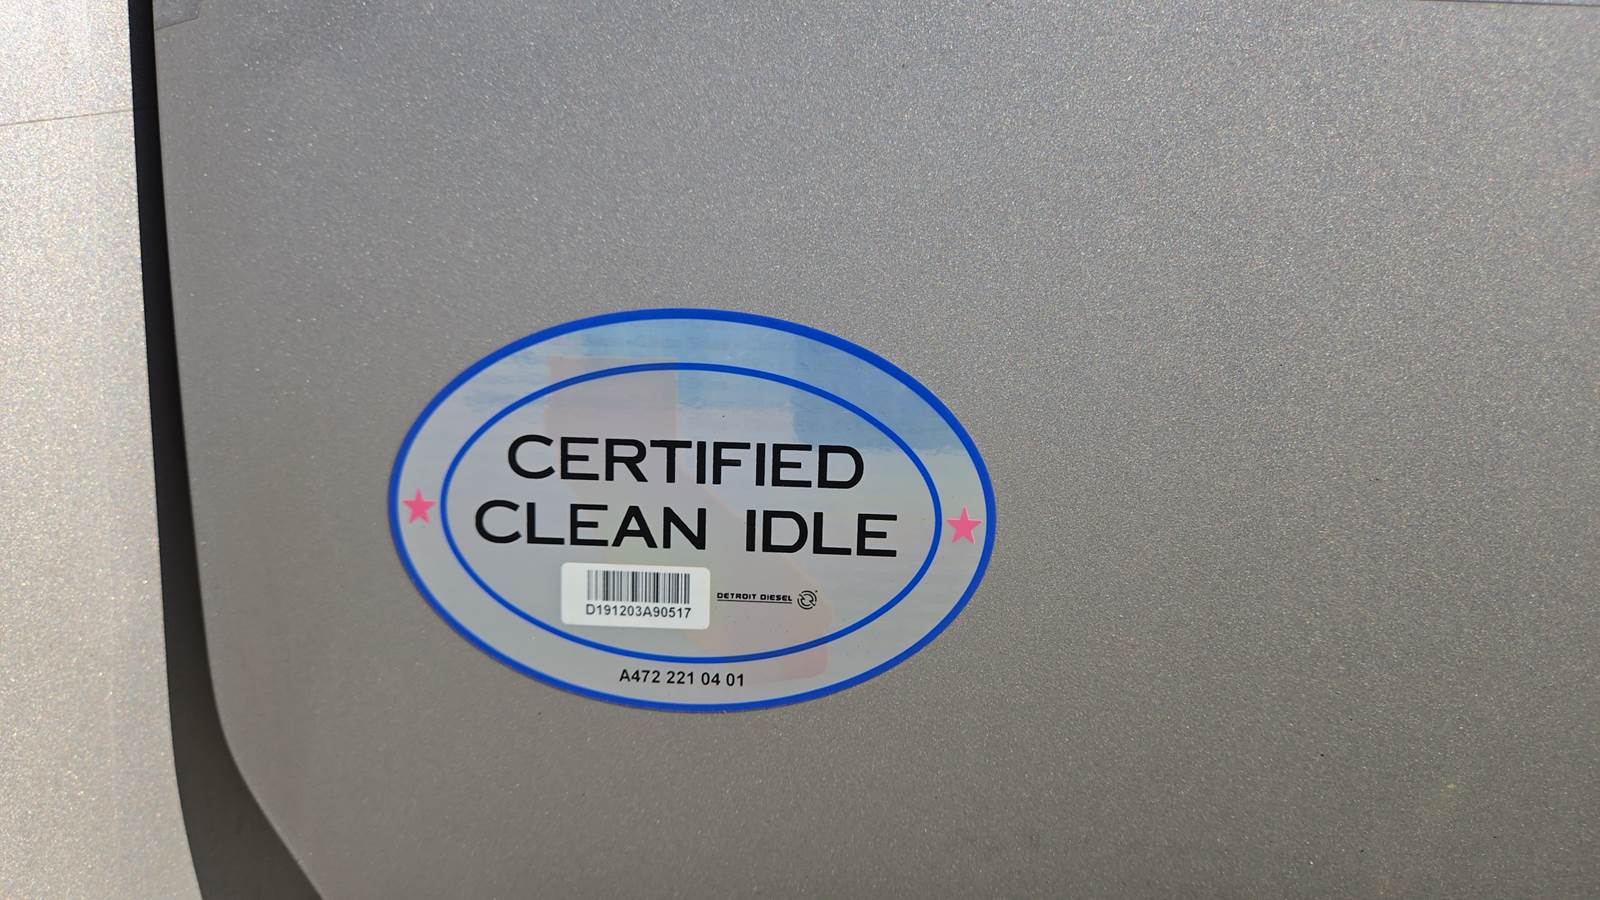 CERTIFIED
CLEAN IDLE
D191203A90517
DETROIT DIESEL
A472 221 04 01